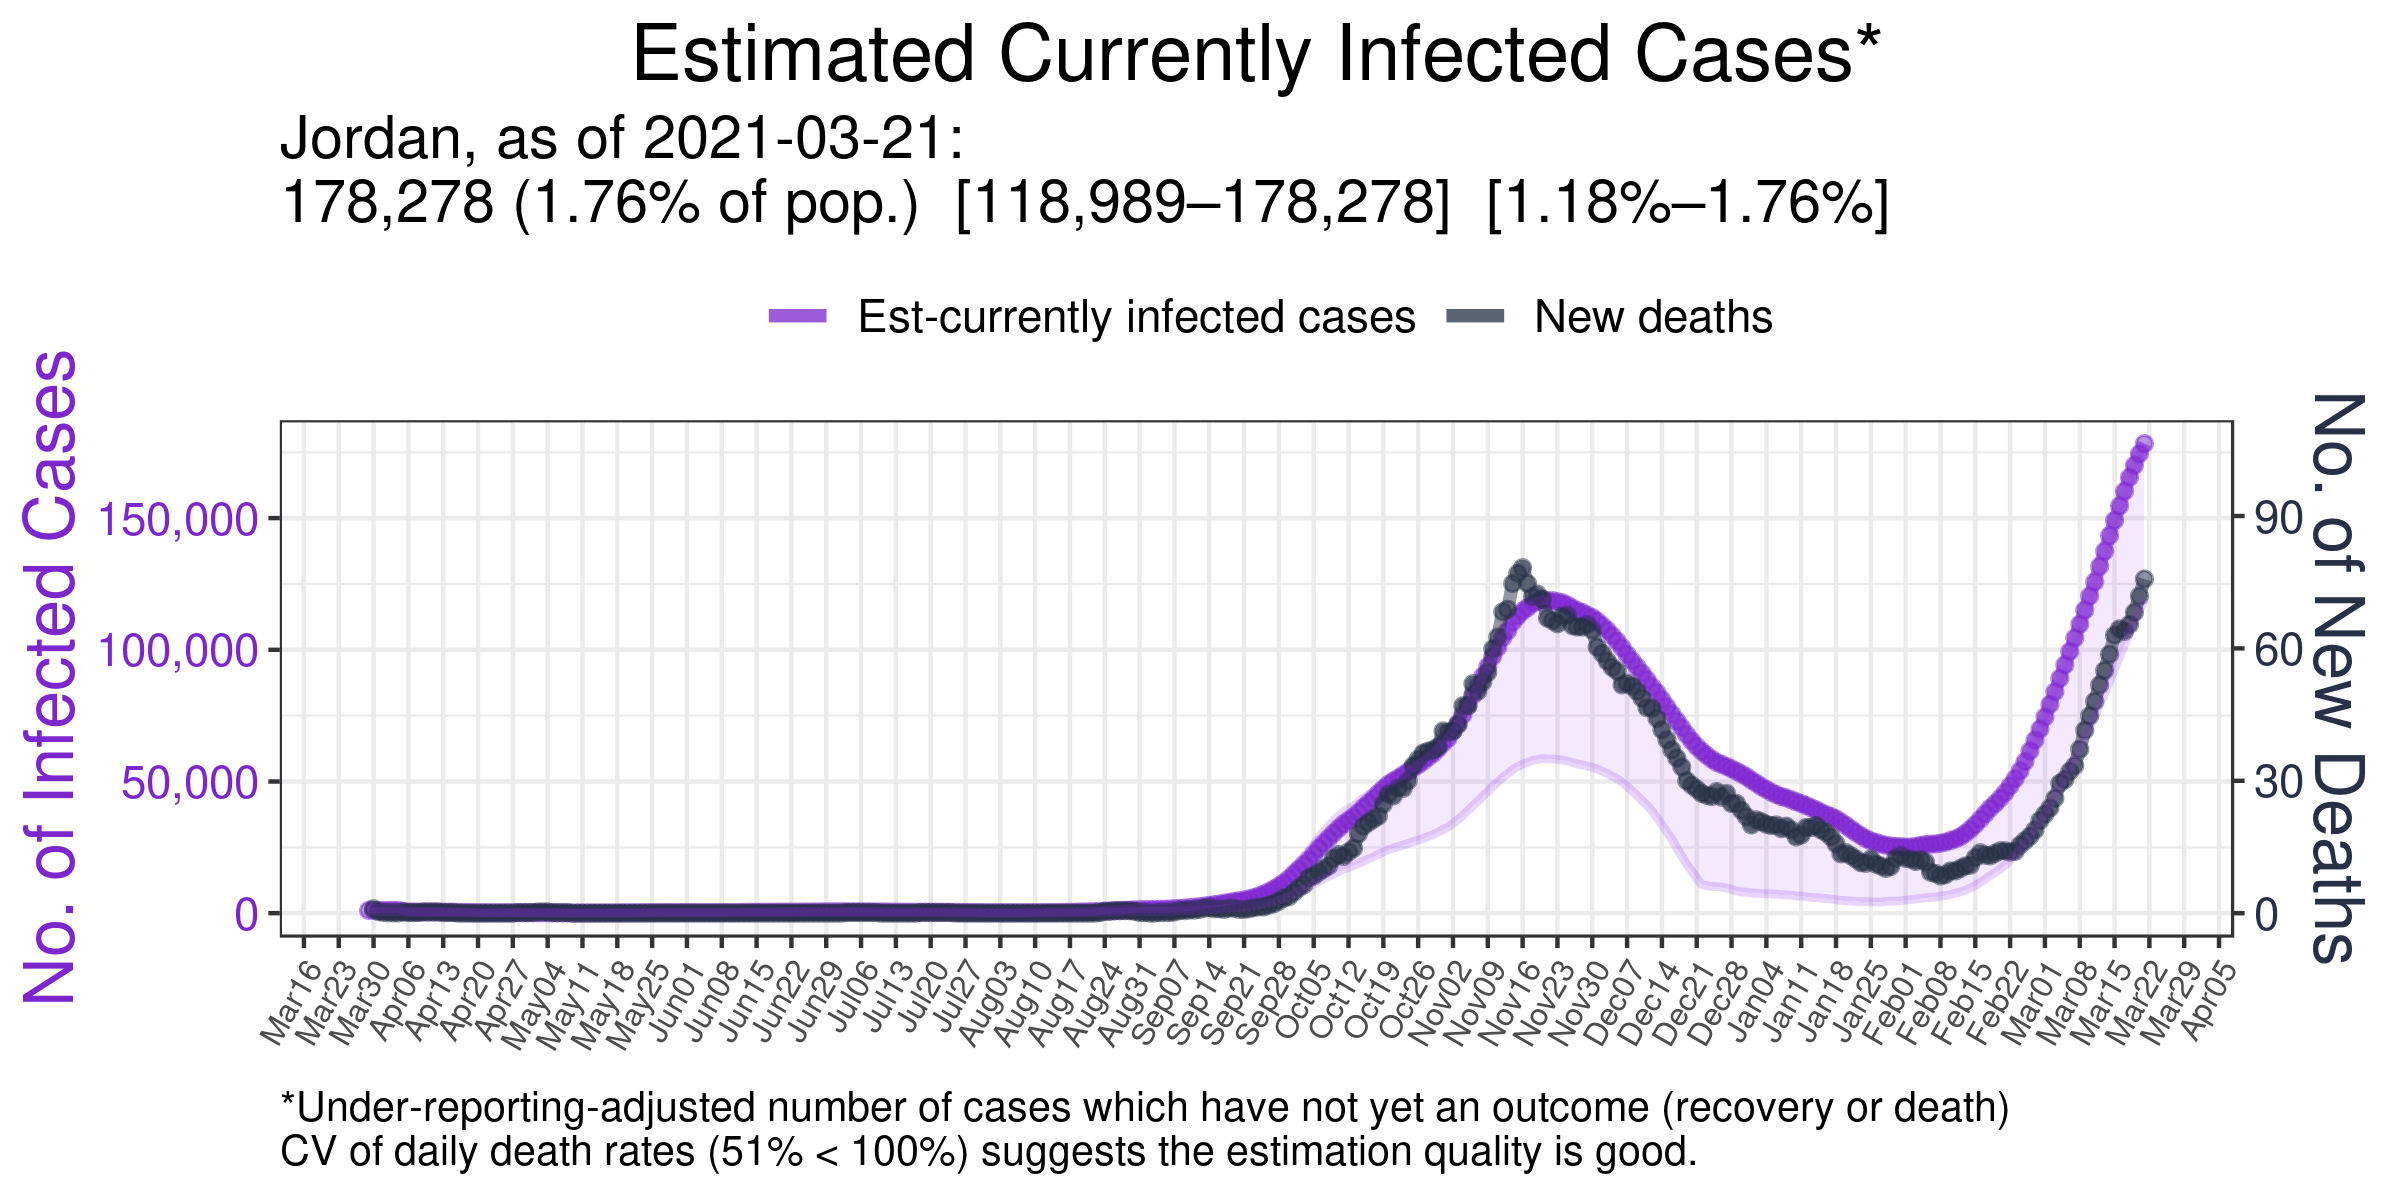 Estimated Currently Infected Cases*
Jordan, as of 2021-03-21:
178,278 (1.76% of pop.) [118,989–178,278] [1.18%–1.76%]
Est-currently infected cases
New deaths
No. of Infected Cases
150,000
100,000
50,000
0
90
60
30
0
No. of New Deaths
Mar16
Mar23
Mar30
Apr06
Apr13
Apr20
Apr27
May04
May11
May18
May25
Jun01
Jun08
Jun15
Jun22
Jun29
Jul06
Jul13
Jul20
Jul27
Aug03
Aug10
Aug17
Aug24
Aug31
Sep07
Sep14
Sep21
Sep28
Oct05
Oct12
Oct19
Oct26
Nov02
Nov09
Nov16
Nov23
Nov30
Dec07
Dec14
Dec21
Dec28
Jan04
Jan11
Jan18
Jan25
Feb01
Feb08
Feb15
Feb22
Mar01
Mar08
Mar15
Mar22
Mar29
Apr05
*Under-reporting-adjusted number of cases which have not yet an outcome (recovery or death)
CV of daily death rates (51% < 100%) suggests the estimation quality is good.